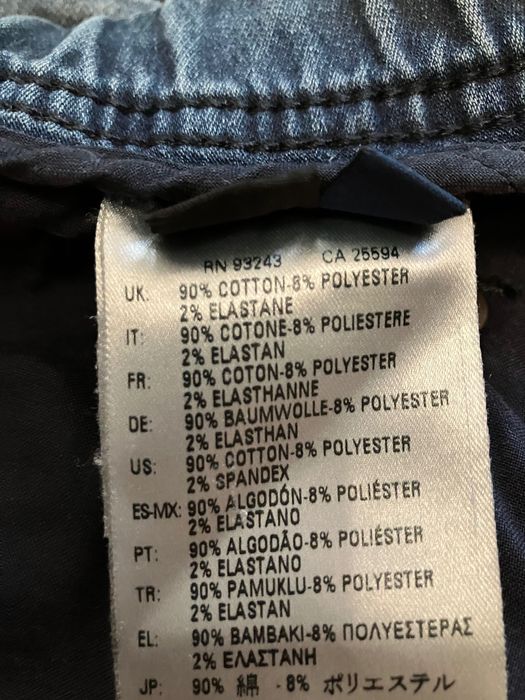 RN 93243 CA 25594
UK: 90% COTTON-8% POLYESTER
2% ELASTANE
IT: 90% COTONE-8% POLIESTERE
2% ELASTAN
FR: 90% COTON-8% POLYESTER
2% ELASTHANNE
DE: 90% BAUMWOLLE-8% POLYESTER
2% ELASTHAN
US: 90% COTTON-8% POLYESTER
2% SPANDEX
ES-MX: 90% ALGODÓN-8% POLIÉSTER
2% ELASTANO
PT: 90% ALGODÃO-8% POLIÉSTER
2% ELASTANO
TR: 90% PAMUKLU-8% POLYESTER
2% ELASTAN
EL: 90% ΒΑΜΒΑΚΙ-8% ΠΟΛΥΕΣΤΕΡΑΣ
2% ΕΛΑΣΤΑΝΗ
JP: 90% 綿 -8% ポリエステル